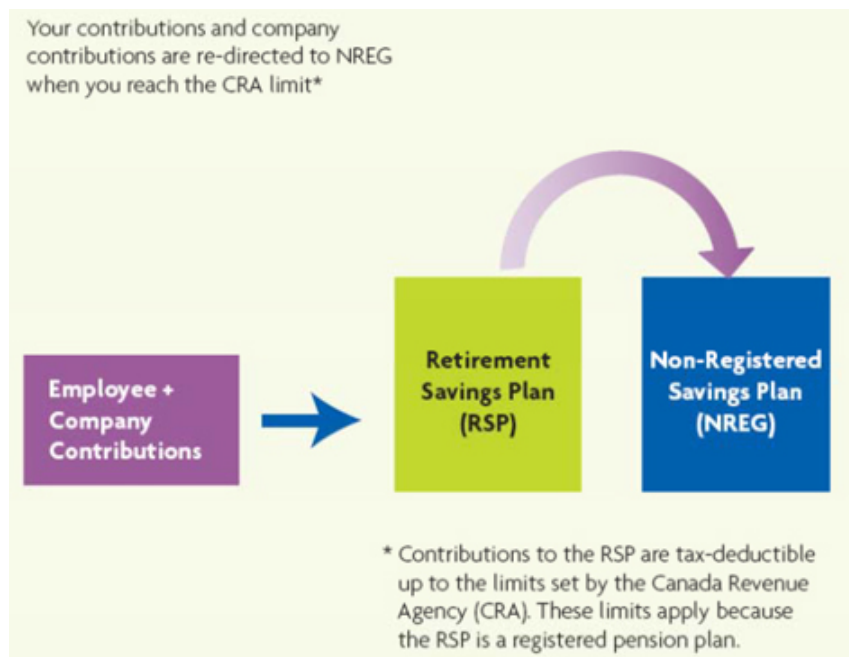 Your contributions and company
contributions are re-directed to NREG
when you reach the CRA limit*
Employee +
Company
Contributions
Retirement
Savings Plan
(RSP)
Non-Registered
Savings Plan
(NREG)
* Contributions to the RSP are tax-deductible
up to the limits set by the Canada Revenue
Agency (CRA). These limits apply because
the RSP is a registered pension plan.